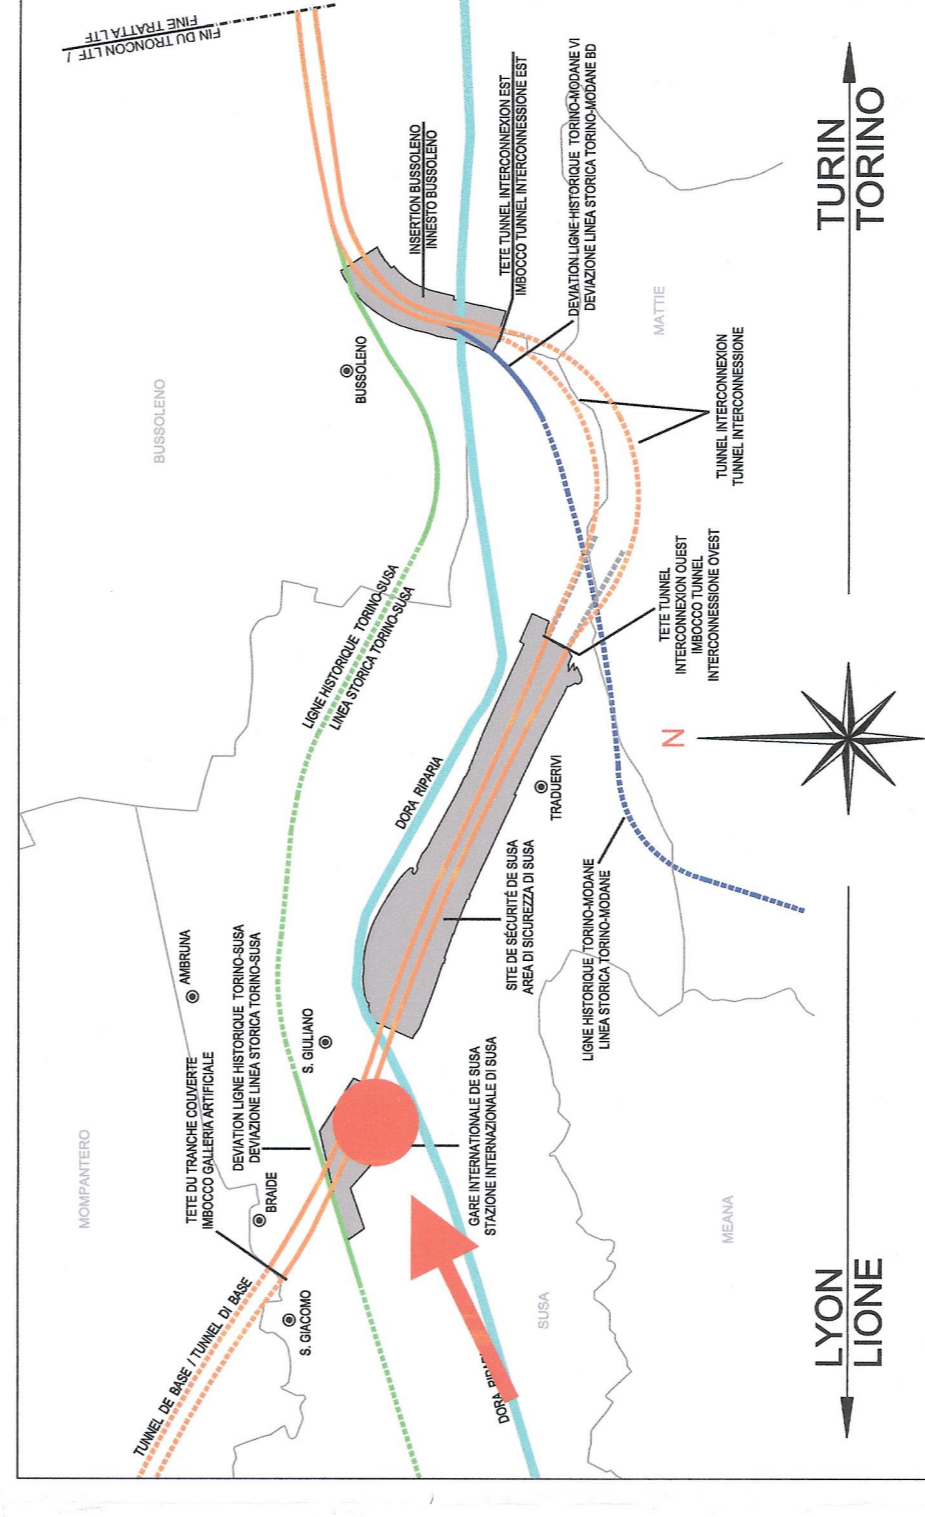 FIN DU TRONCON LTF /
FINE TRATTA LTF
INSERTION BUSSOLENO
INNESTO BUSSOLENO
TETE TUNNEL INTERCONNEXION EST
IMBOCCO TUNNEL INTERCONNESSIONE EST
DEVIATION LIGNE HISTORIQUE TORINO-MODANE VI
DEVIAZIONE LINEA STORICA TORINO-MODANE BD
TURIN
TORINO
BUSSOLENO
BUSSOLENO
MATTIE
TUNNEL INTERCONNEXION
TUNNEL INTERCONNESSIONE
LIGNE HISTORIQUE TORINO-SUSA
LINEA STORICA TORINO-SUSA
TETE TUNNEL
INTERCONNEXION OUEST
IMBOCCO TUNNEL
INTERCONNESSIONE OVEST
N
DORA RIPARIA
TRADUERIVI
SITE DE SÉCURITÉ DE SUSA
AREA DI SICUREZZA DI SUSA
LIGNE HISTORIQUE TORINO-MODANE
LINEA STORICA TORINO-MODANE
AMBRUNA
DEVIATION LIGNE HISTORIQUE TORINO-SUSA
DEVIAZIONE LINEA STORICA TORINO-SUSA
S. GIULIANO
TETE DU TRANCHE COUVERTE
IMBOCCO GALLERIA ARTIFICIALE
MOMPANTERO
BRAIDE
GARE INTERNATIONALE DE SUSA
STAZIONE INTERNAZIONALE DI SUSA
MEANA
TUNNEL DE BASE / TUNNEL DI BASE
S. GIACOMO
SUSA
DORA
LYON
LIONE